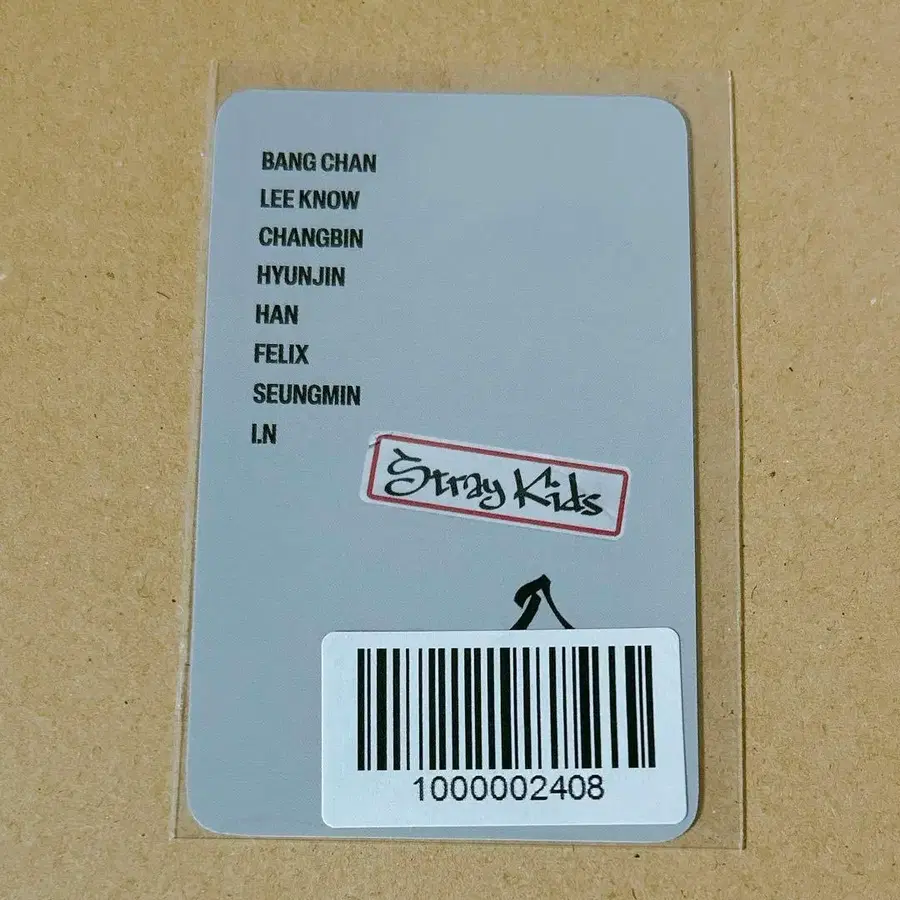 BANG CHAN
LEE KNOW
CHANGBIN
HYUNJIN
HAN
FELIX
SEUNGMIN
I.N
Stray Kids
1000002408